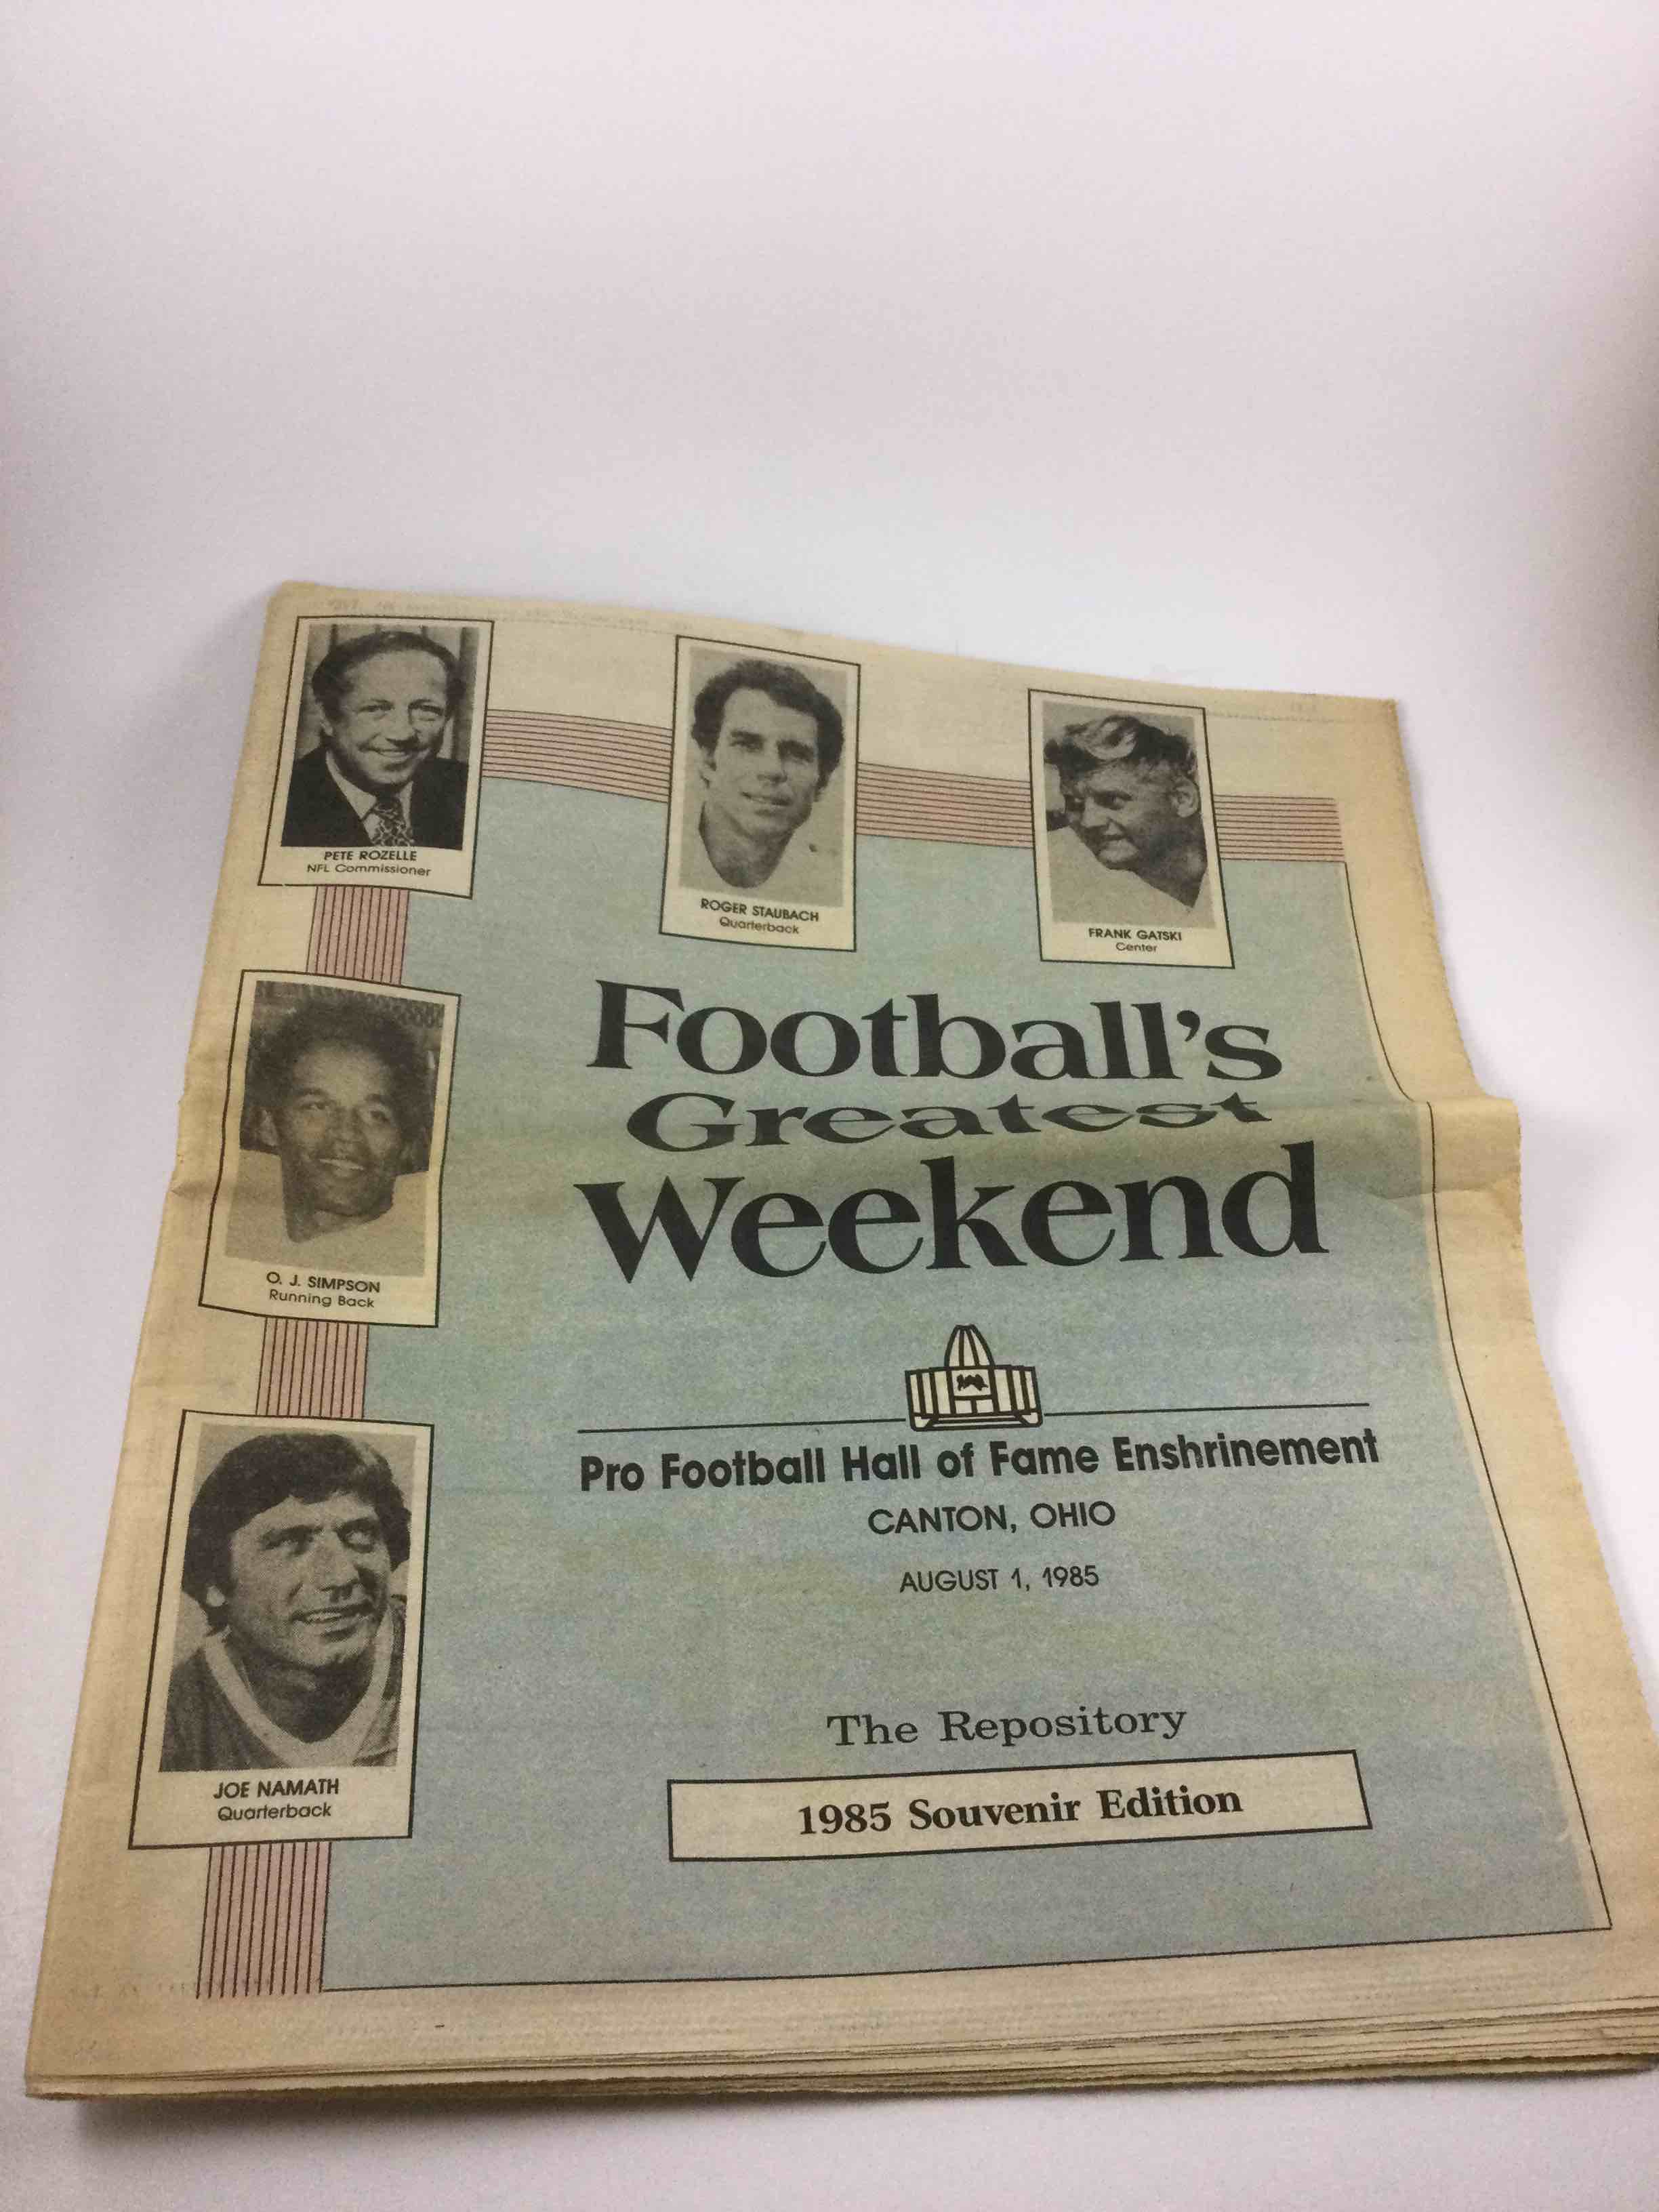 PETE ROZELLE
NFL Commissioner
ROGER STAUBACH
Quarterback
FRANK GATSKI
Center
O. J. SIMPSON
Running Back
JOE NAMATH
Quarterback
Football's
Greatest
Weekend
Pro Football Hall of Fame Enshrinement
CANTON, OHIO
AUGUST 1, 1985
The Repository
1985 Souvenir Edition